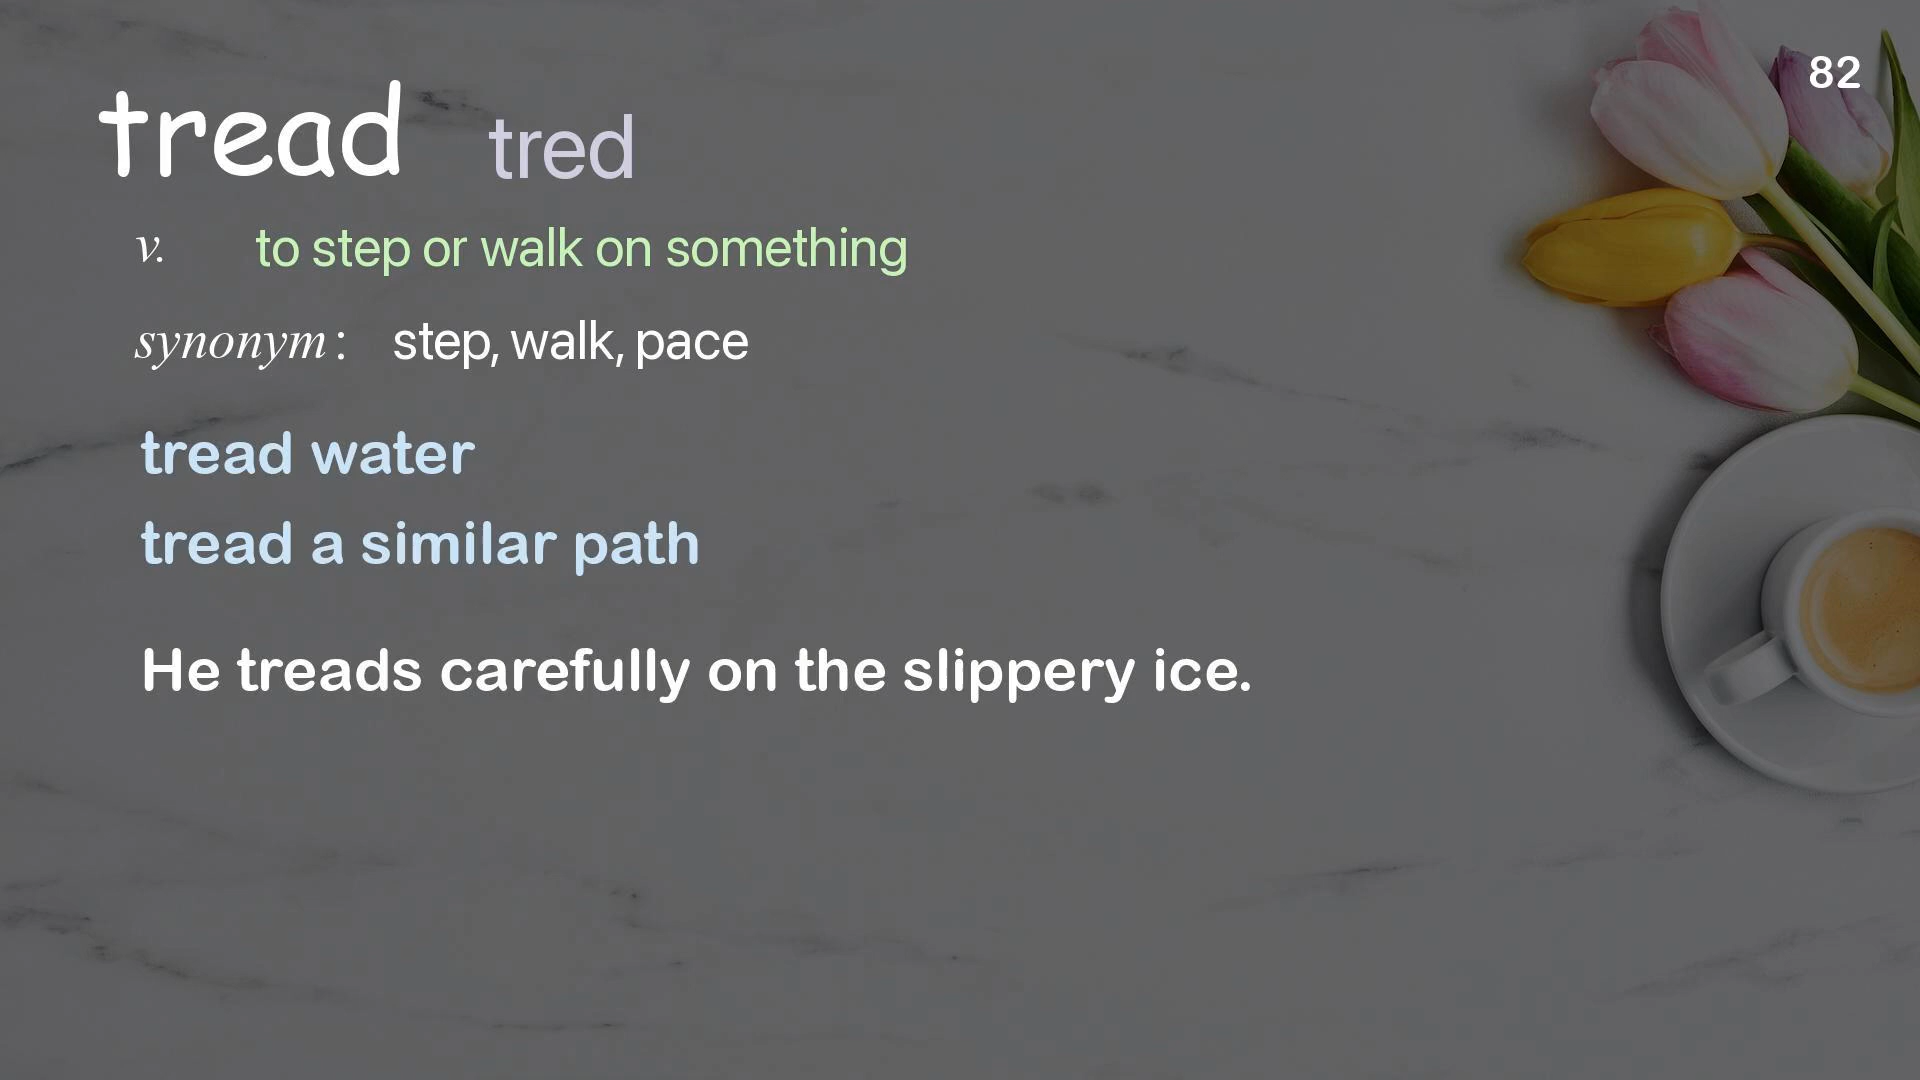 82
tread tred
v. to step or walk on something
synonym: step, walk, pace
tread water
tread a similar path
He treads carefully on the slippery ice.